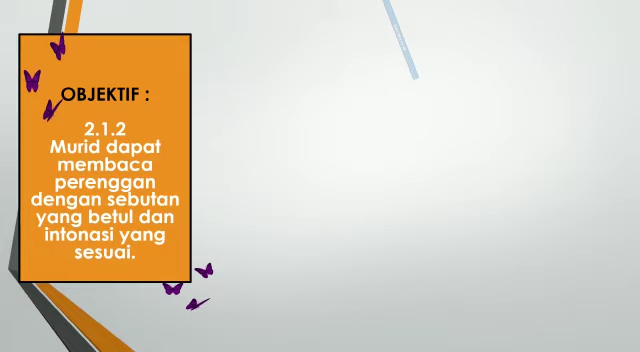 OBJEKTIF :
2.1.2
Murid dapat
membaca
perenggan
dengan sebutan
yang betul dan
intonasi yang
sesuai.